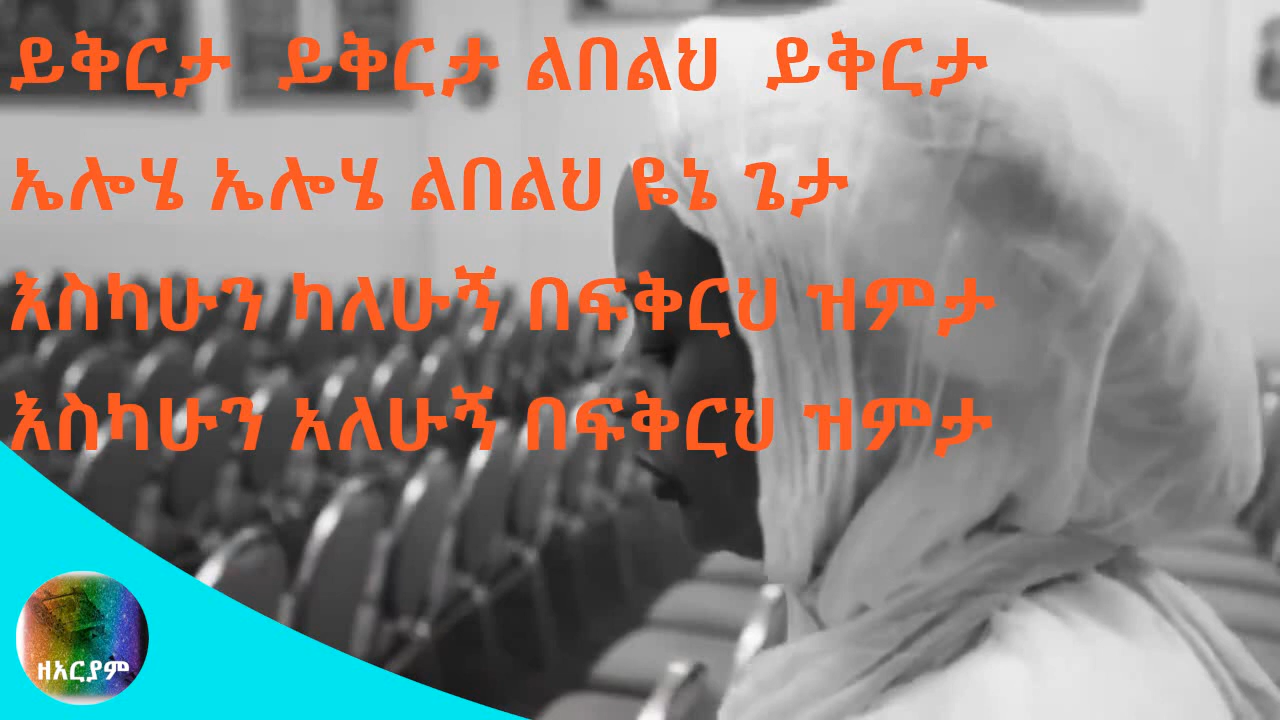 ይቅርታ ይቅርታ ልበልህ ይቅርታ
ኤሎሄ ኤሎሄ ልበልህ ዬኔ ጌታ
እስካሁን ካለሁኝ በፍቅርህ ዝምታ
እስካሁን አለሁኝ በፍቅርህ ዝምታ
ዘአርያም